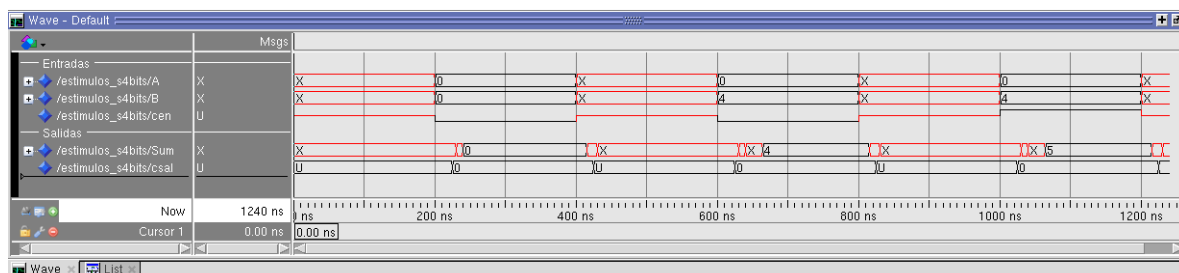 Wave - Default
Msgs
Entradas
/estimulos_s4bits/A X X 0 X 0 X 0 X
/estimulos_s4bits/B X X 0 X 4 X 4 X
/estimulos_s4bits/cen U
Salidas
/estimulos_s4bits/Sum X X 0 X X 4 X X 5
/estimulos_s4bits/csal U U 0 U 0 U 0
Now 1240 ns ns 200 ns 400 ns 600 ns 800 ns 1000 ns 1200 ns
Cursor 1 0.00 ns 0.00 ns
Wave List